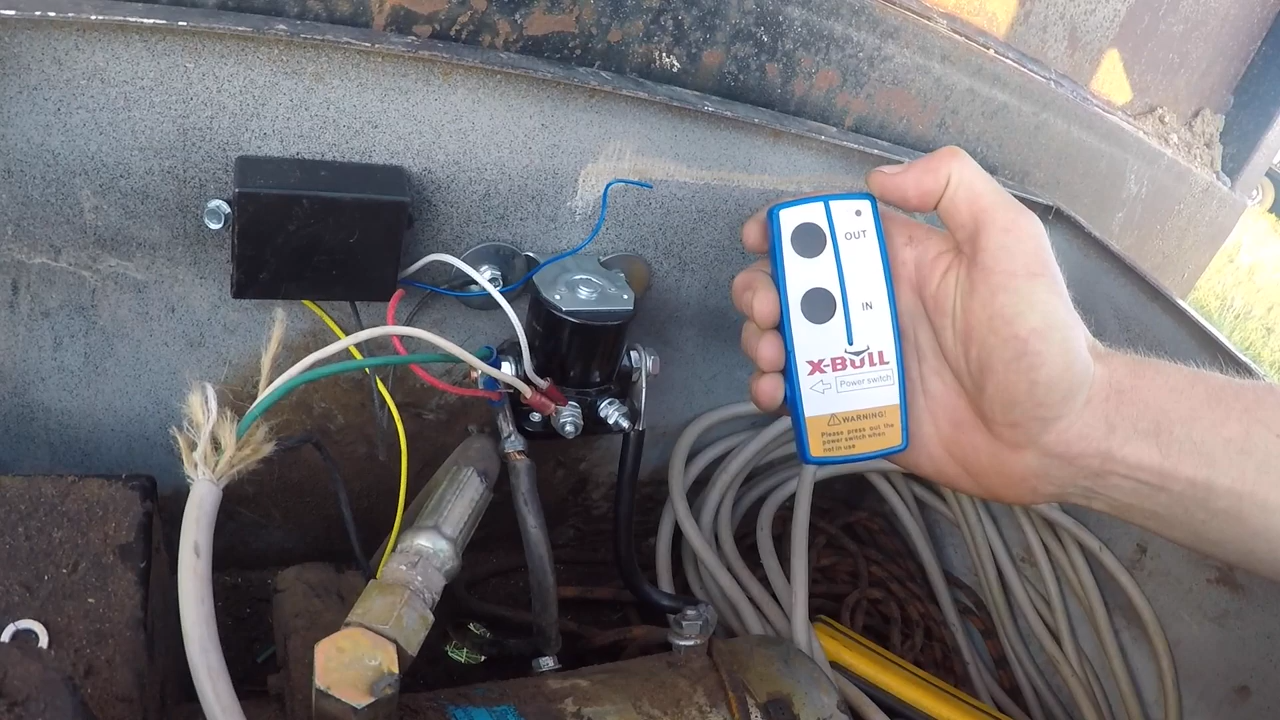 OUT
IN
X-BULL
Power switch
WARNING!
Please press out the
power switch when
not in use